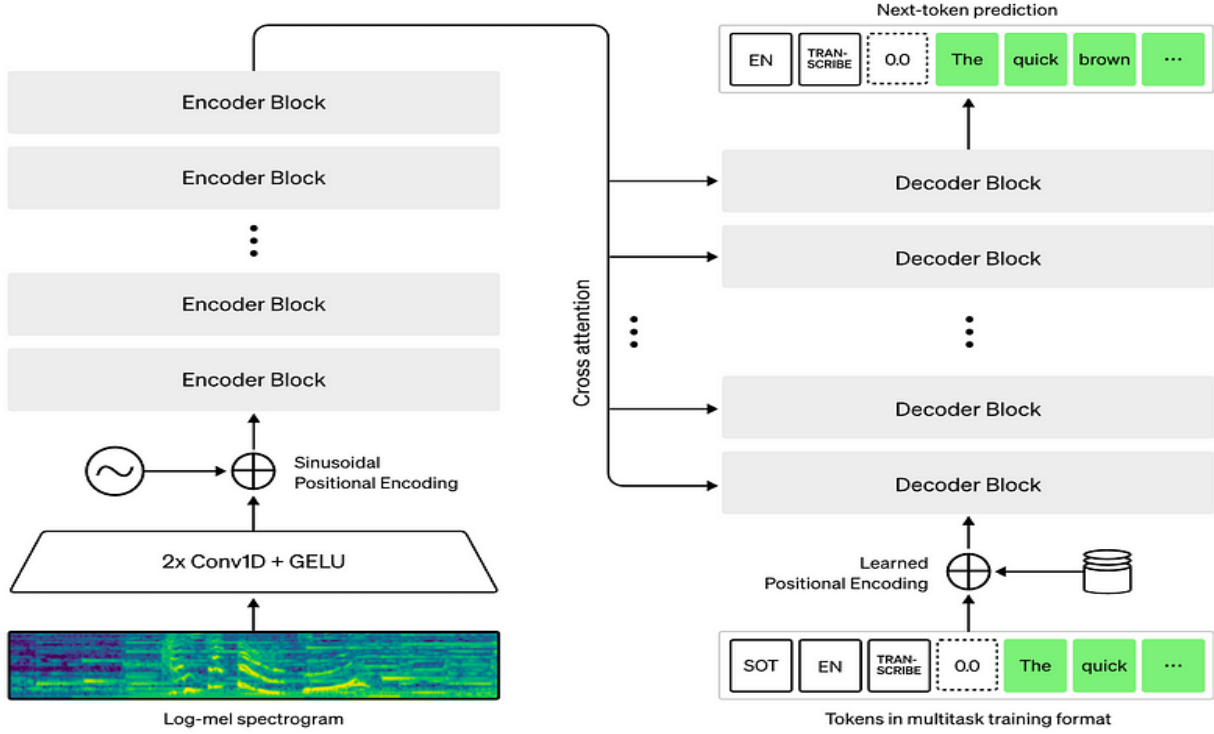 Next-token prediction
EN
TRAN-
SCRIBE
0.0
The
quick
brown
...
Encoder Block
Encoder Block
Encoder Block
Encoder Block
Sinusoidal
Positional Encoding
2x Conv1D + GELU
Log-mel spectrogram
Cross attention
Decoder Block
Decoder Block
Decoder Block
Decoder Block
Learned
Positional Encoding
SOT
EN
TRAN-
SCRIBE
0.0
The
quick
...
Tokens in multitask training format